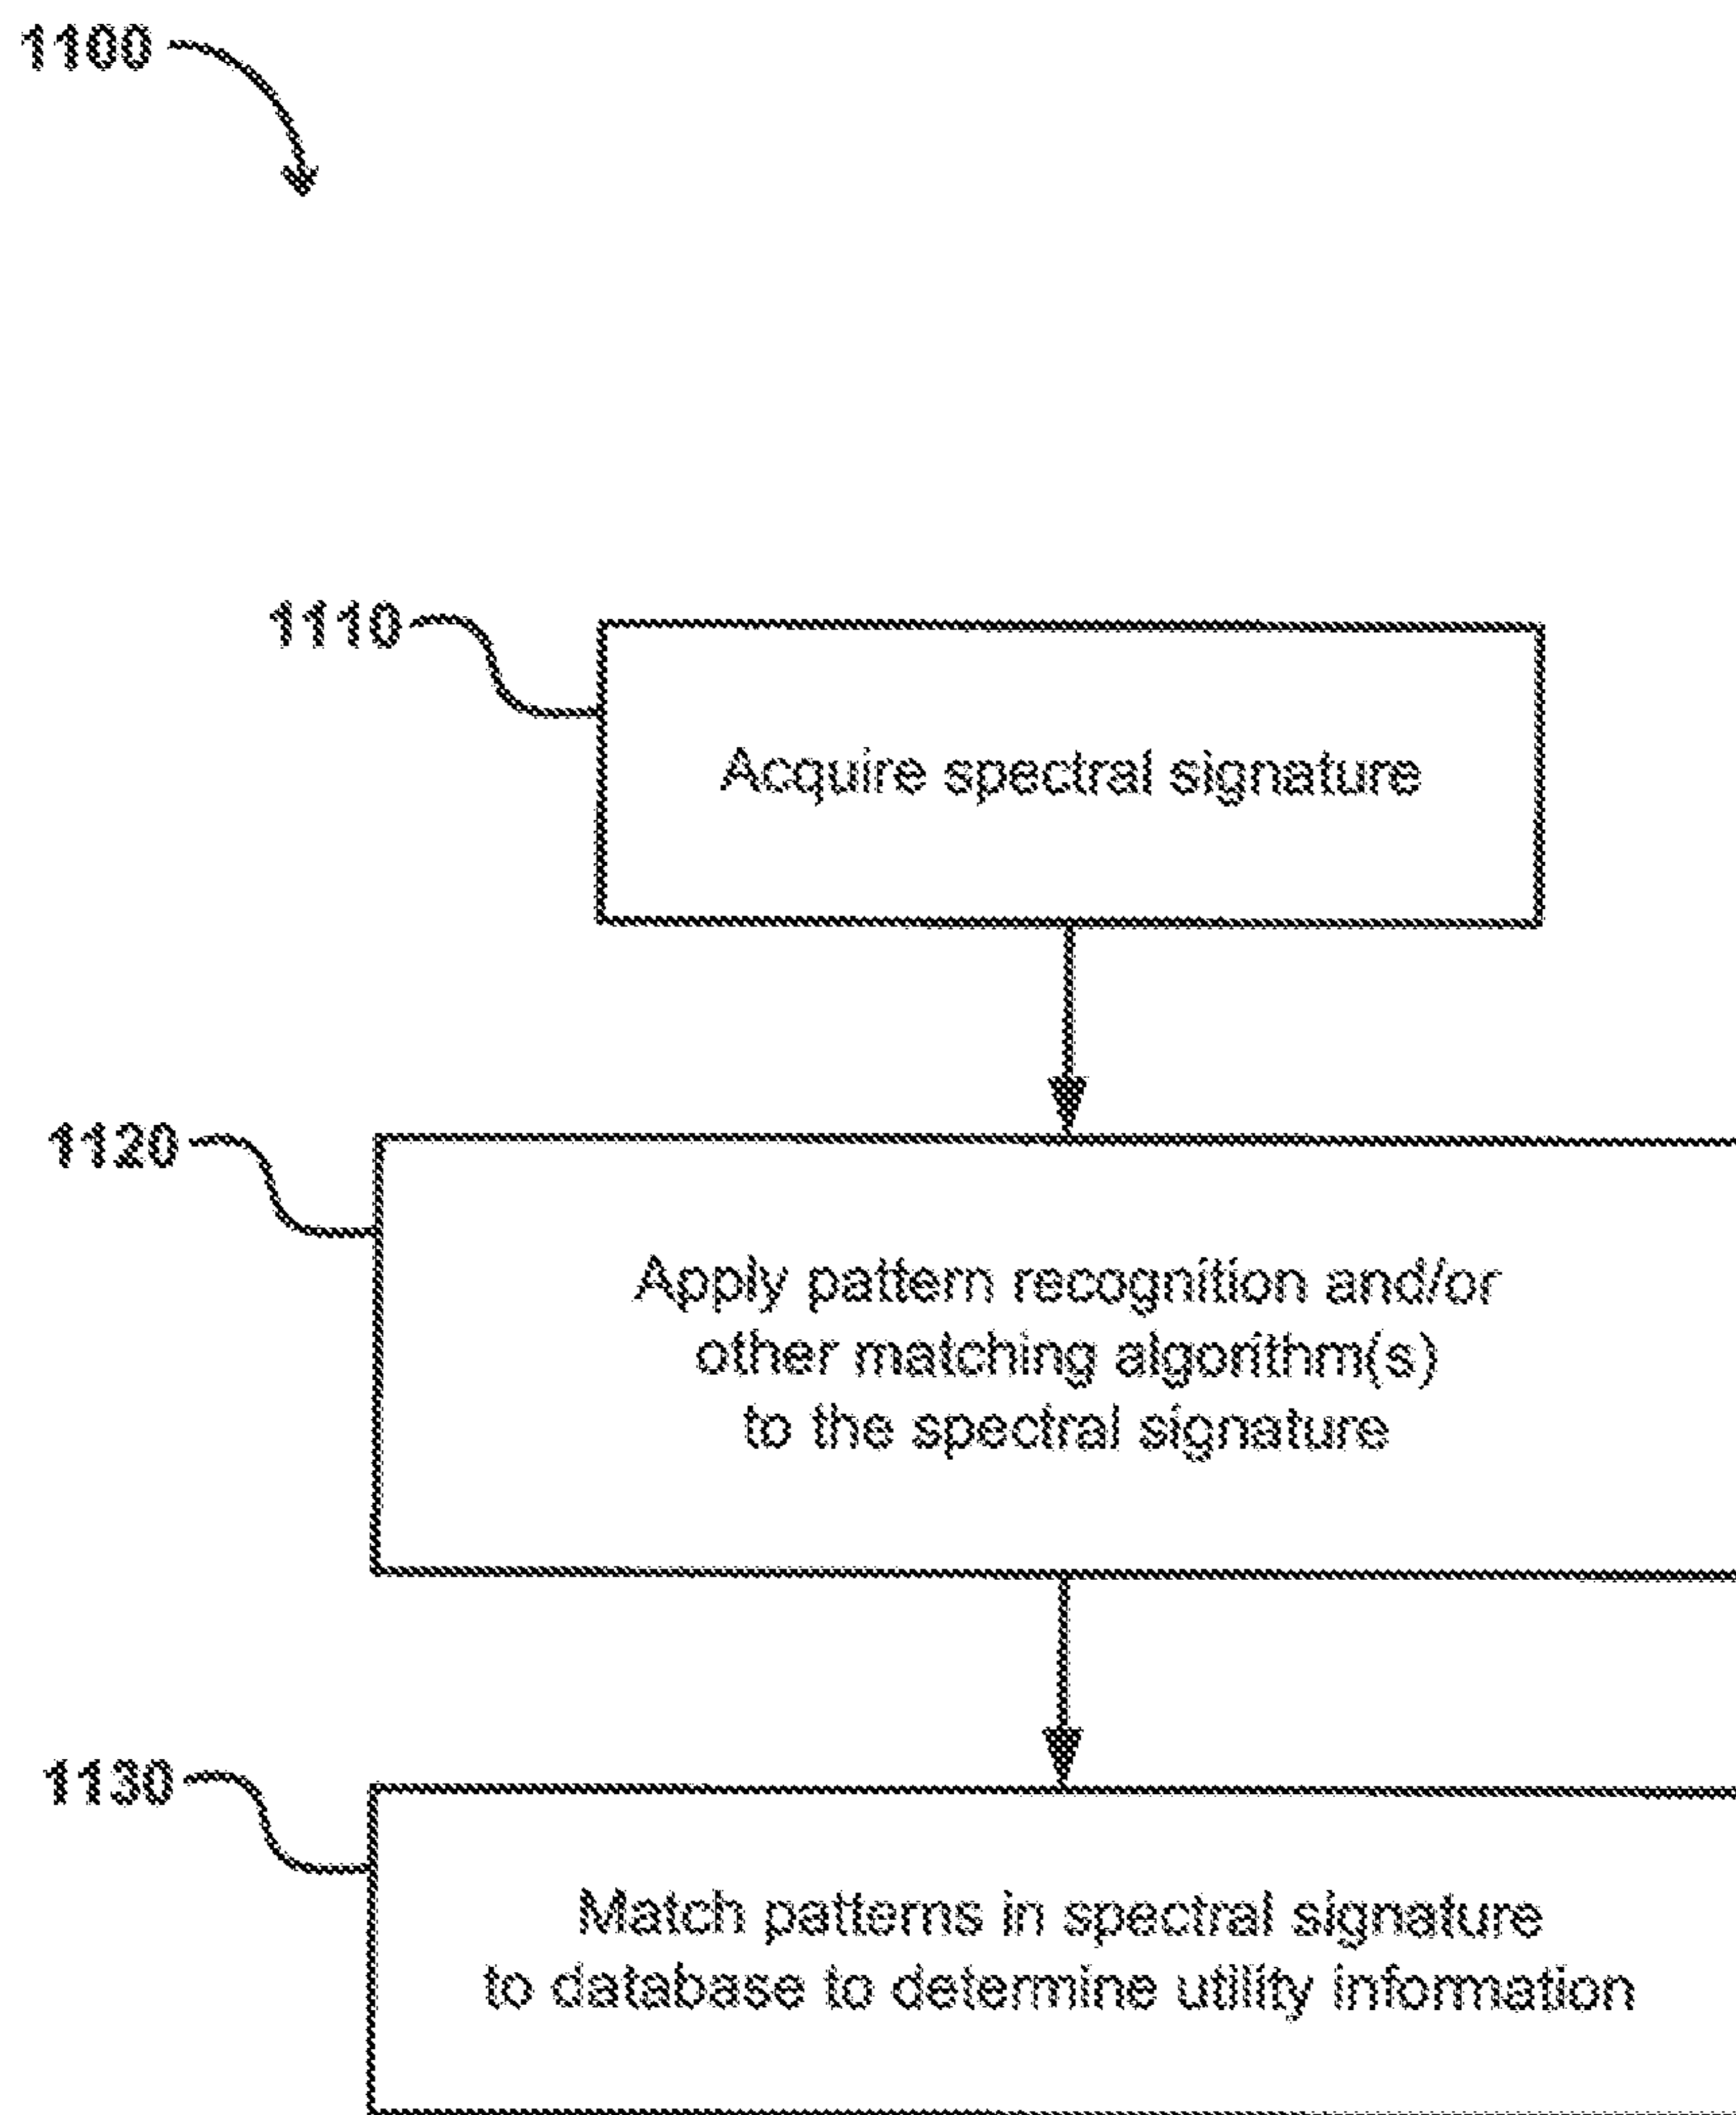 1100
1110
Acquire spectral signature
1120
Apply pattern recognition and/or
other matching algorithm(s)
to the spectral signature
1130
Match patterns in spectral signature
to database to determine utility information